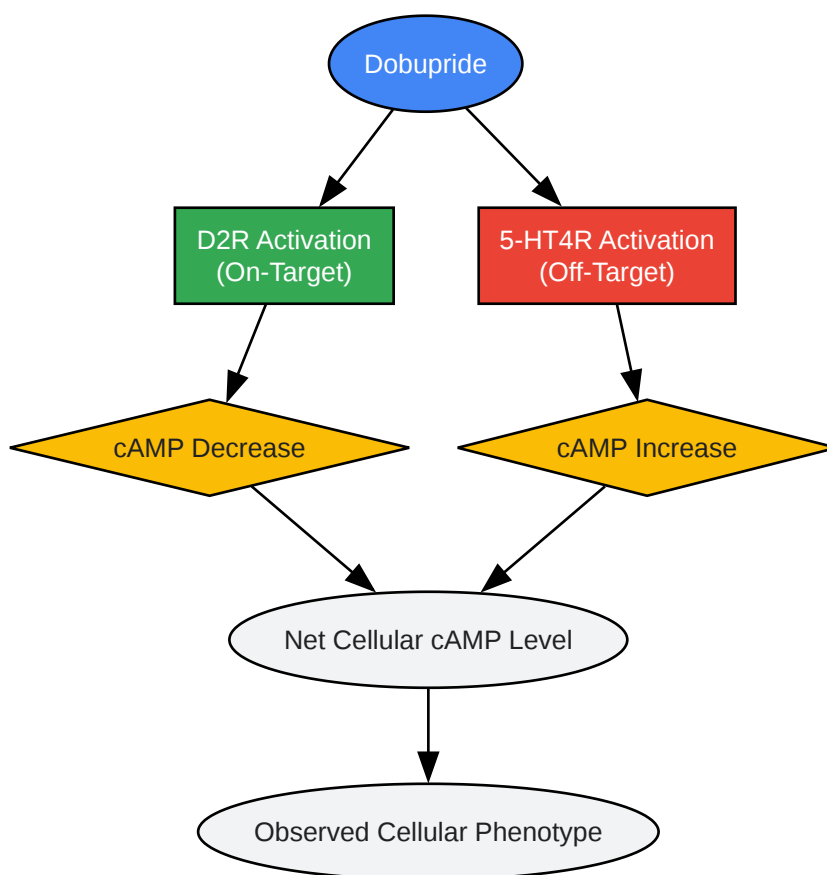 Dobupride
D2R Activation
(On-Target)
5-HT4R Activation
(Off-Target)
cAMP Decrease
cAMP Increase
Net Cellular cAMP Level
Observed Cellular Phenotype